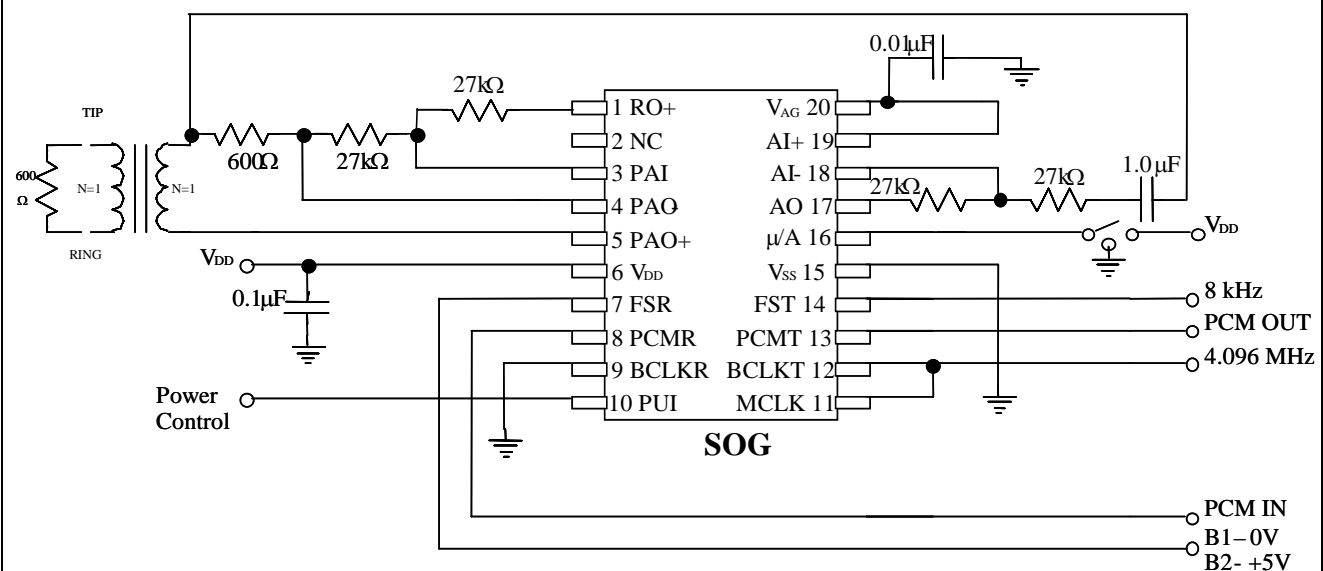 0.01µF
27kΩ
TIP
1 RO+
VAG 20
2 NC
AI+ 19
600Ω
27kΩ
1.0 µF
3 PAI
AI- 18
27kΩ
27kΩ
600
Ω
N=1
N=1
4 PAO-
AO 17
5 PAO+
µ/A 16
VDD
RING
VDD
6 VDD
VSS 15
0.1µF
7 FSR
FST 14
8 kHz
8 PCMR
PCMT 13
PCM OUT
9 BCLKR
BCLKT 12
4.096 MHz
Power
Control
10 PUI
MCLK 11
SOG
PCM IN
B1– 0V
B2- +5V